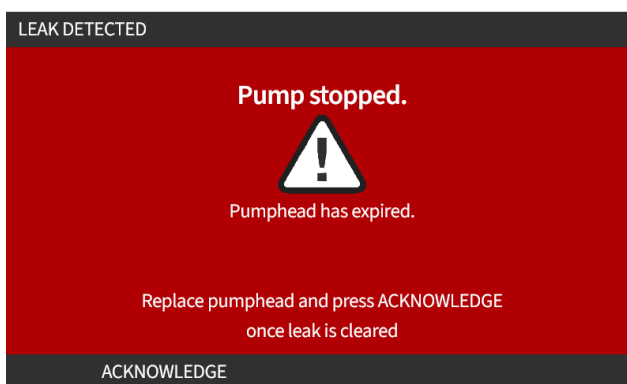 LEAK DETECTED
Pump stopped.
!
Pumphead has expired.
Replace pumphead and press ACKNOWLEDGE
once leak is cleared
ACKNOWLEDGE